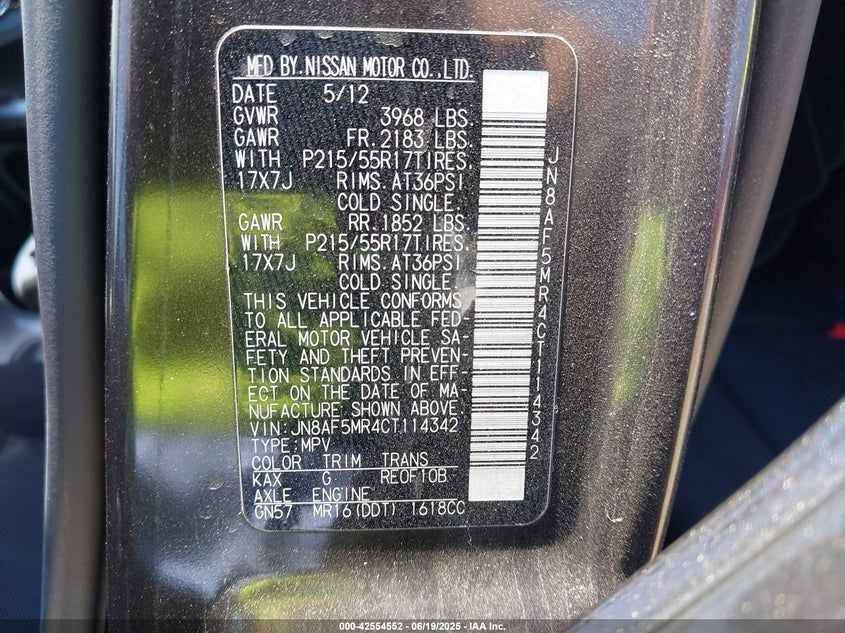 MFD BY.NISSAN MOTOR CO.,LTD.
DATE 5/12
GVWR 3968 LBS.
GAWR FR.2183 LBS.
WITH P215/55R17TIRES.
17X7J RIMS.AT36PSI
COLD SINGLE.
GAWR RR.1852 LBS.
WITH P215/55R17TIRES.
17X7J RIMS.AT36PSI
COLD SINGLE.
THIS VEHICLE CONFORMS
TO ALL APPLICABLE FED-
ERAL MOTOR VEHICLE SA-
FETY AND THEFT PREVEN-
TION STANDARDS IN EFF-
ECT ON THE DATE OF MA-
NUFACTURE SHOWN ABOVE.
VIN:JN8AF5MR4CT114342
TYPE:MPV
COLOR TRIM TRANS
KAX G RE0F10B
AXLE ENGINE
GN57 MR16(DDT) 1618CC
JN8AF5MR4CT114342
000-42554552 / 06/19/2025 - IAA Inc.